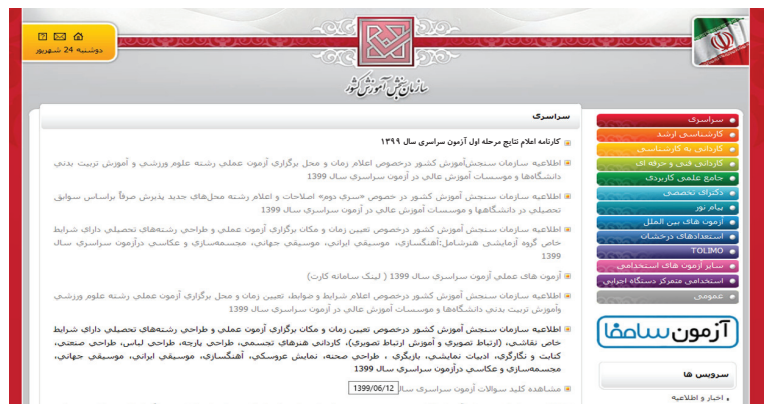 دوشنبه 24 شهریور
سازمان سنجش آموزش کشور
سراسری
کارشناسی ارشد
کاردانی به کارشناسی
کاردانی فنی و حرفه ای
جامع علمی کاربردی
دکترای تخصصی
پیام نور
آزمون های بین الملل
استعدادهای درخشان
TOLIMO
سایر آزمون های استخدامی
استخدامی متمرکز دستگاه اجرایی
عمومی
آزمون سامفا
سرویس ها
اخبار و اطلاعیه
سراسری
کارنامه اعلام نتایج مرحله اول آزمون سراسری سال ۱۳۹۹
اطلاعیه سازمان سنجش‌آموزش کشور درخصوص اعلام زمان و محل برگزاری آزمون عملی رشته علوم ورزشی و آموزش تربیت بدنی
دانشگاه‌ها و موسسات آموزش عالی در آزمون سراسری سال 1399
اطلاعیه سازمان سنجش آموزش کشور در خصوص «سری دوم» اصلاحات و اعلام رشته محل‌های جدید پذیرش صرفاً براساس سوابق
تحصیلی در دانشگاهها و موسسات آموزش عالی در آزمون سراسری سال 1399
اطلاعیه سازمان سنجش آموزش کشور درخصوص تعیین زمان و مکان برگزاری آزمون عملی و طراحی رشته‌های تحصیلی دارای شرایط
خاص گروه آزمایشی هنرشامل:آهنگسازی، موسیقی ایرانی، موسیقی جهانی، مجسمه‌سازی و عکاسی درآزمون سراسری سال
1399
آزمون های عملی آزمون سراسری سال 1399 ( لینک سامانه کارت)
اطلاعیه سازمان سنجش آموزش کشور درخصوص اعلام شرایط و ضوابط، تعیین زمان و محل برگزاری آزمون عملی رشته علوم ورزشی
وآموزش تربیت بدنی دانشگاه‌ها و موسسات آموزش عالی در آزمون سراسری سال 1399
اطلاعیه سازمان سنجش آموزش کشور درخصوص تعیین زمان و مکان برگزاری آزمون عملی و طراحی رشته‌های تحصیلی دارای شرایط
خاص نقاشی، (ارتباط تصویری و آموزش ارتباط تصویری)، کاردانی هنرهای تجسمی، طراحی پارچه، طراحی لباس، طراحی صنعتی،
کتابت و نگارگری، ادبیات نمایشی، بازیگری ، طراحی صحنه، نمایش عروسکی، آهنگسازی، موسیقی ایرانی، موسیقی جهانی،
مجسمه‌سازی و عکاسی درآزمون سراسری سال 1399
مشاهده کلید سوالات آزمون سراسری سال 1399/06/12